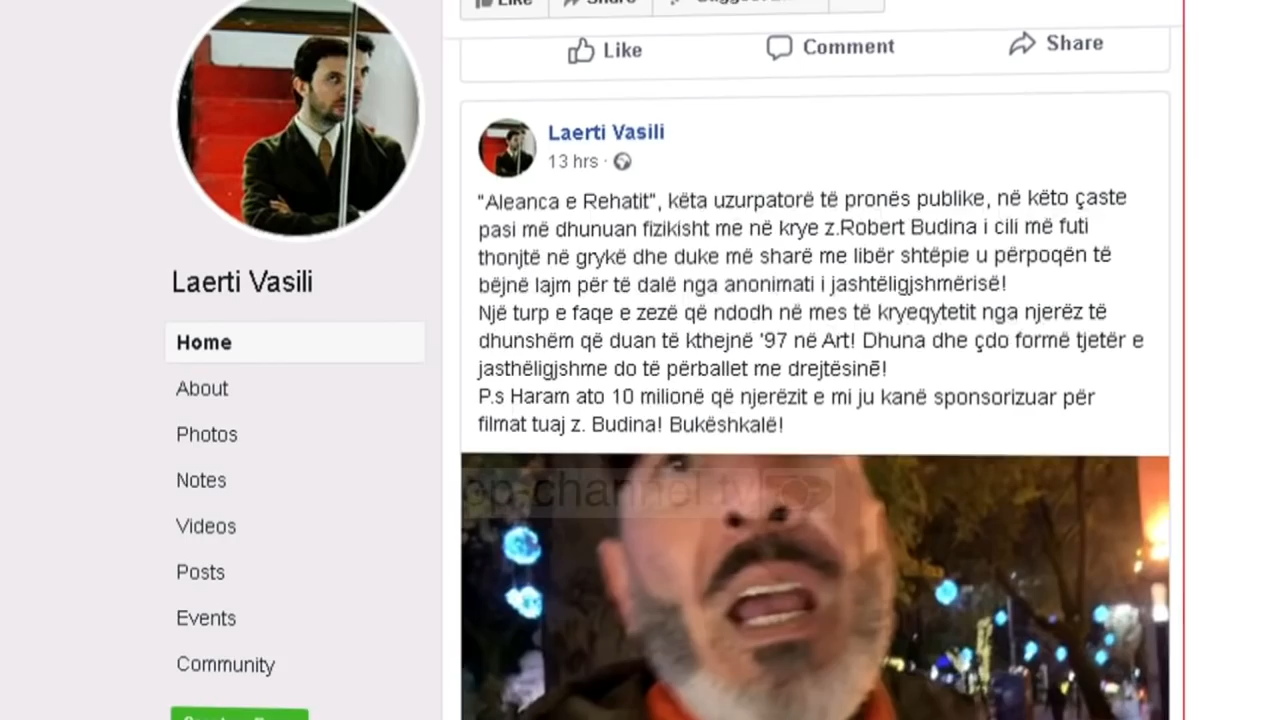 Like
Share
Like
Comment
Share
Laerti Vasili
13 hrs ·
"Aleanca e Rehatit", këta uzurpatorë të pronës publike, në këto çaste
pasi më dhunuan fizikisht me në krye z.Robert Budina i cili më futi
thonjtë në grykë dhe duke më sharë me libër shtëpie u përpoqën të
bëjnë lajm për të dalë nga anonimati i jashtëligjshmërisë!
Një turp e faqe e zezë që ndodh në mes të kryeqytetit nga njerëz të
dhunshëm që duan të kthejnë '97 në Art! Dhuna dhe çdo formë tjetër e
jasthëligjshme do të përballet me drejtësinē!
P.s Haram ato 10 milionë që njerëzit e mi ju kanë sponsorizuar për
filmat tuaj z. Budina! Bukëshkalë!
Laerti Vasili
Home
About
Photos
Notes
Videos
Posts
Events
Community